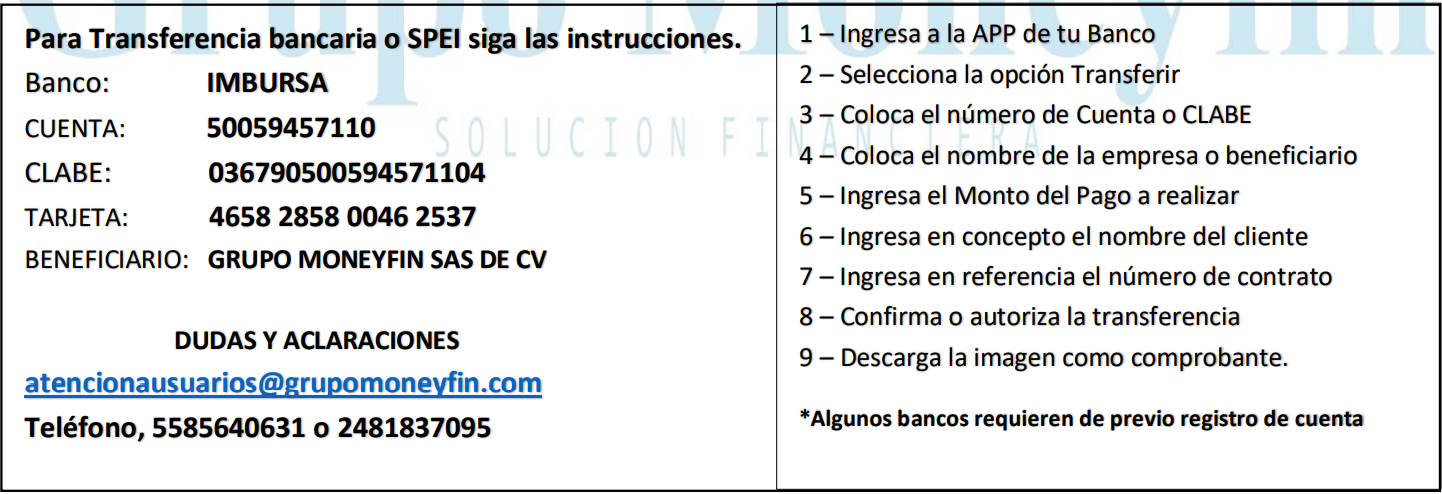 Grupo Moneyfin
SOLUCION FINANCIERA
Para Transferencia bancaria o SPEI siga las instrucciones.
Banco: IMBURSA
CUENTA: 50059457110
CLABE: 036790500594571104
TARJETA: 4658 2858 0046 2537
BENEFICIARIO: GRUPO MONEYFIN SAS DE CV
DUDAS Y ACLARACIONES
atencionausuarios@grupomoneyfin.com
Teléfono, 5585640631 o 2481837095
1 – Ingresa a la APP de tu Banco
2 – Selecciona la opción Transferir
3 – Coloca el número de Cuenta o CLABE
4 – Coloca el nombre de la empresa o beneficiario
5 – Ingresa el Monto del Pago a realizar
6 – Ingresa en concepto el nombre del cliente
7 – Ingresa en referencia el número de contrato
8 – Confirma o autoriza la transferencia
9 – Descarga la imagen como comprobante.
*Algunos bancos requieren de previo registro de cuenta